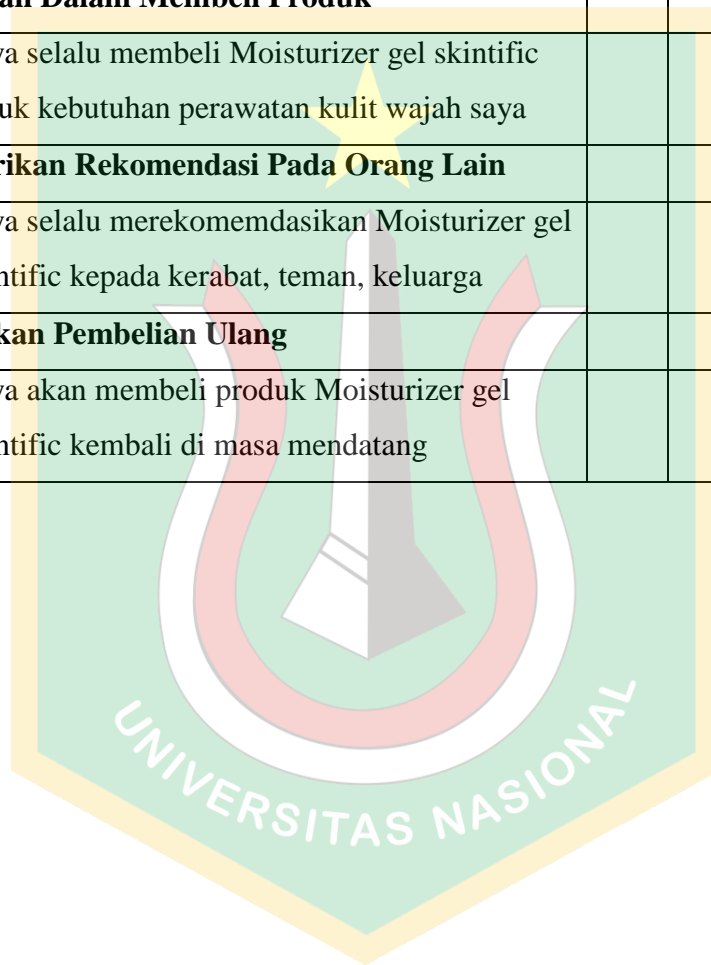 an Dalam Membeli Produk
ya selalu membeli Moisturizer gel skintific
uk kebutuhan perawatan kulit wajah saya
rikan Rekomendasi Pada Orang Lain
ya selalu merekomemdasikan Moisturizer gel
ntific kepada kerabat, teman, keluarga
kan Pembelian Ulang
ya akan membeli produk Moisturizer gel
ntific kembali di masa mendatang
UNIVERSITAS NASIONAL